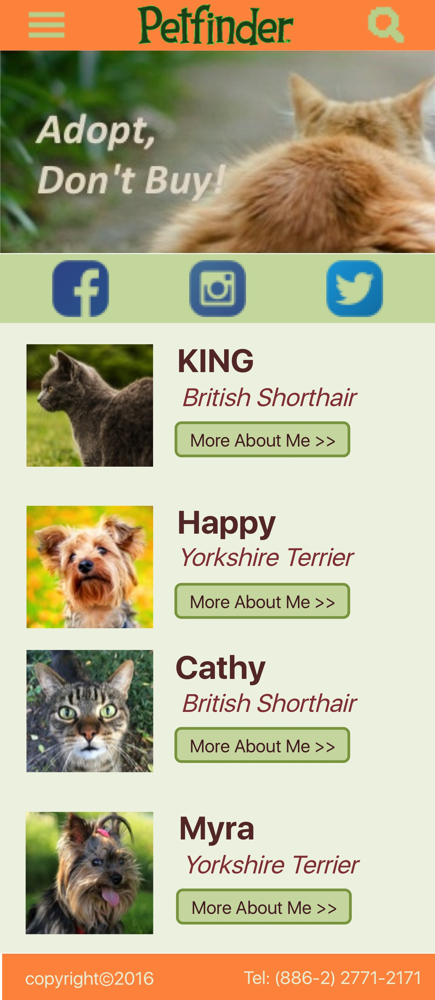 Petfinder™
Adopt,
Don't Buy!
KING
British Shorthair
More About Me >>
Happy
Yorkshire Terrier
More About Me >>
Cathy
British Shorthair
More About Me >>
Myra
Yorkshire Terrier
More About Me >>
copyright©2016
Tel: (886-2) 2771-2171